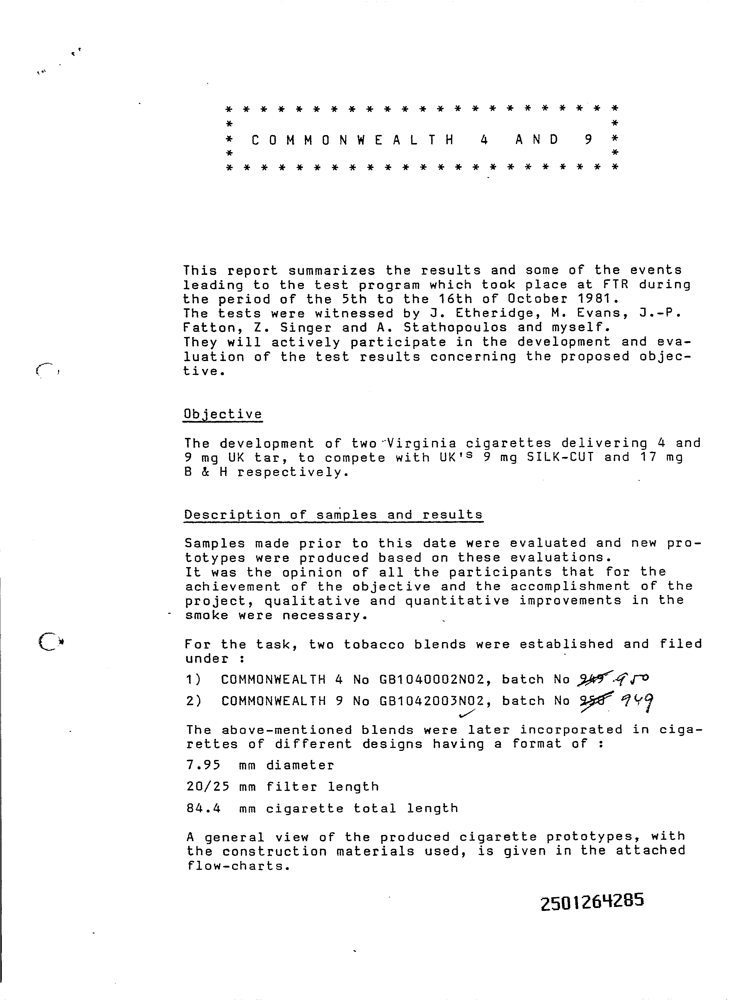 * * * * * * * * * * * * * * * * * * * * * * *
* *
* COMMONWEALTH 4 AND 9 *
* *
* * * * * * * * * * * * * * * * * * * * * * *
This report summarizes the results and some of the events
leading to the test program which took place at FTR during
the period of the 5th to the 16th of October 1981.
The tests were witnessed by J. Etheridge, M. Evans, J.-P.
Fatton, Z. Singer and A. Stathopoulos and myself.
They will actively participate in the development and eva-
luation of the test results concerning the proposed objec-
tive.
Objective
The development of two Virginia cigarettes delivering 4 and
9 mg UK tar, to compete with UK's 9 mg SILK-CUT and 17 mg
B & H respectively.
Description of samples and results
Samples made prior to this date were evaluated and new pro-
totypes were produced based on these evaluations.
It was the opinion of all the participants that for the
achievement of the objective and the accomplishment of the
project, qualitative and quantitative improvements in the
smoke were necessary.
For the task, two tobacco blends were established and filed
under :
1) COMMONWEALTH 4 No GB1040002N02, batch No 950
2) COMMONWEALTH 9 No GB1042003N02, batch No 949
The above-mentioned blends were later incorporated in ciga-
rettes of different designs having a format of :
7.95 mm diameter
20/25 mm filter length
84.4 mm cigarette total length
A general view of the produced cigarette prototypes, with
the construction materials used, is given in the attached
flow-charts.
2501264285